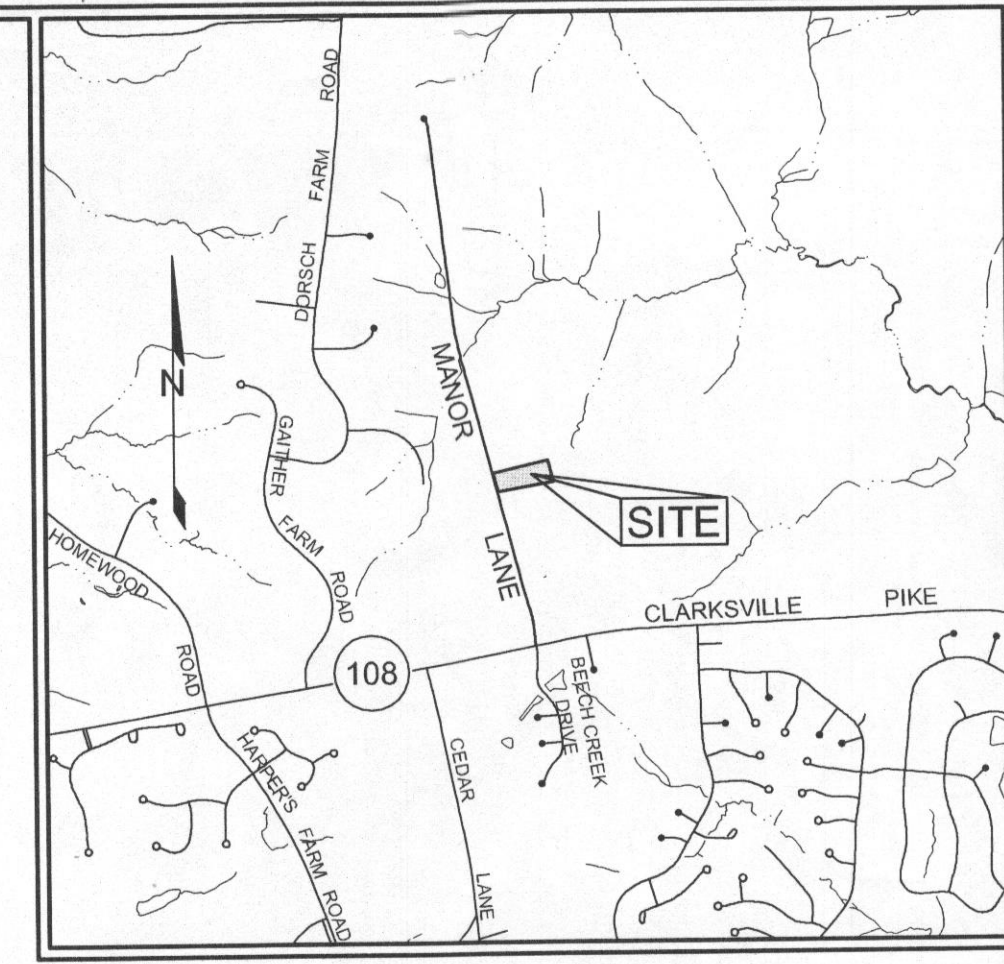 DORSCH FARM ROAD
MANOR LANE
N
GAITHER FARM ROAD
SITE
HOMEWOOD ROAD
CLARKSVILLE PIKE
108
BEECH CREEK
DRIVE
CEDAR LANE
HARPER'S FARM ROAD